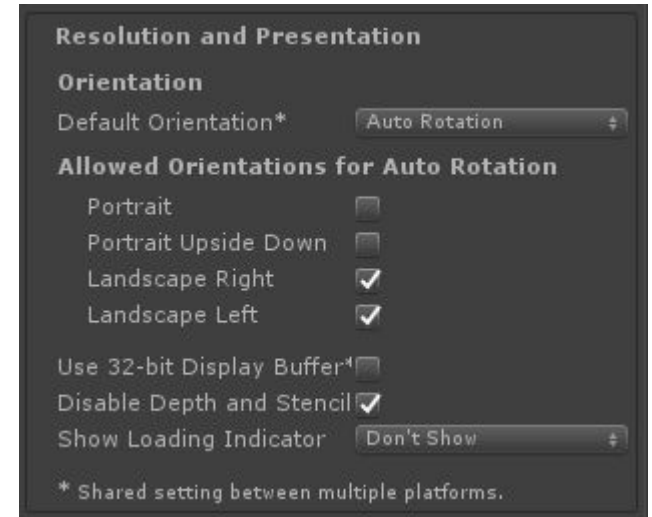 Resolution and Presentation
Orientation
Default Orientation* Auto Rotation
Allowed Orientations for Auto Rotation
Portrait
Portrait Upside Down
Landscape Right
Landscape Left
Use 32-bit Display Buffer*
Disable Depth and Stencil
Show Loading Indicator Don't Show
* Shared setting between multiple platforms.